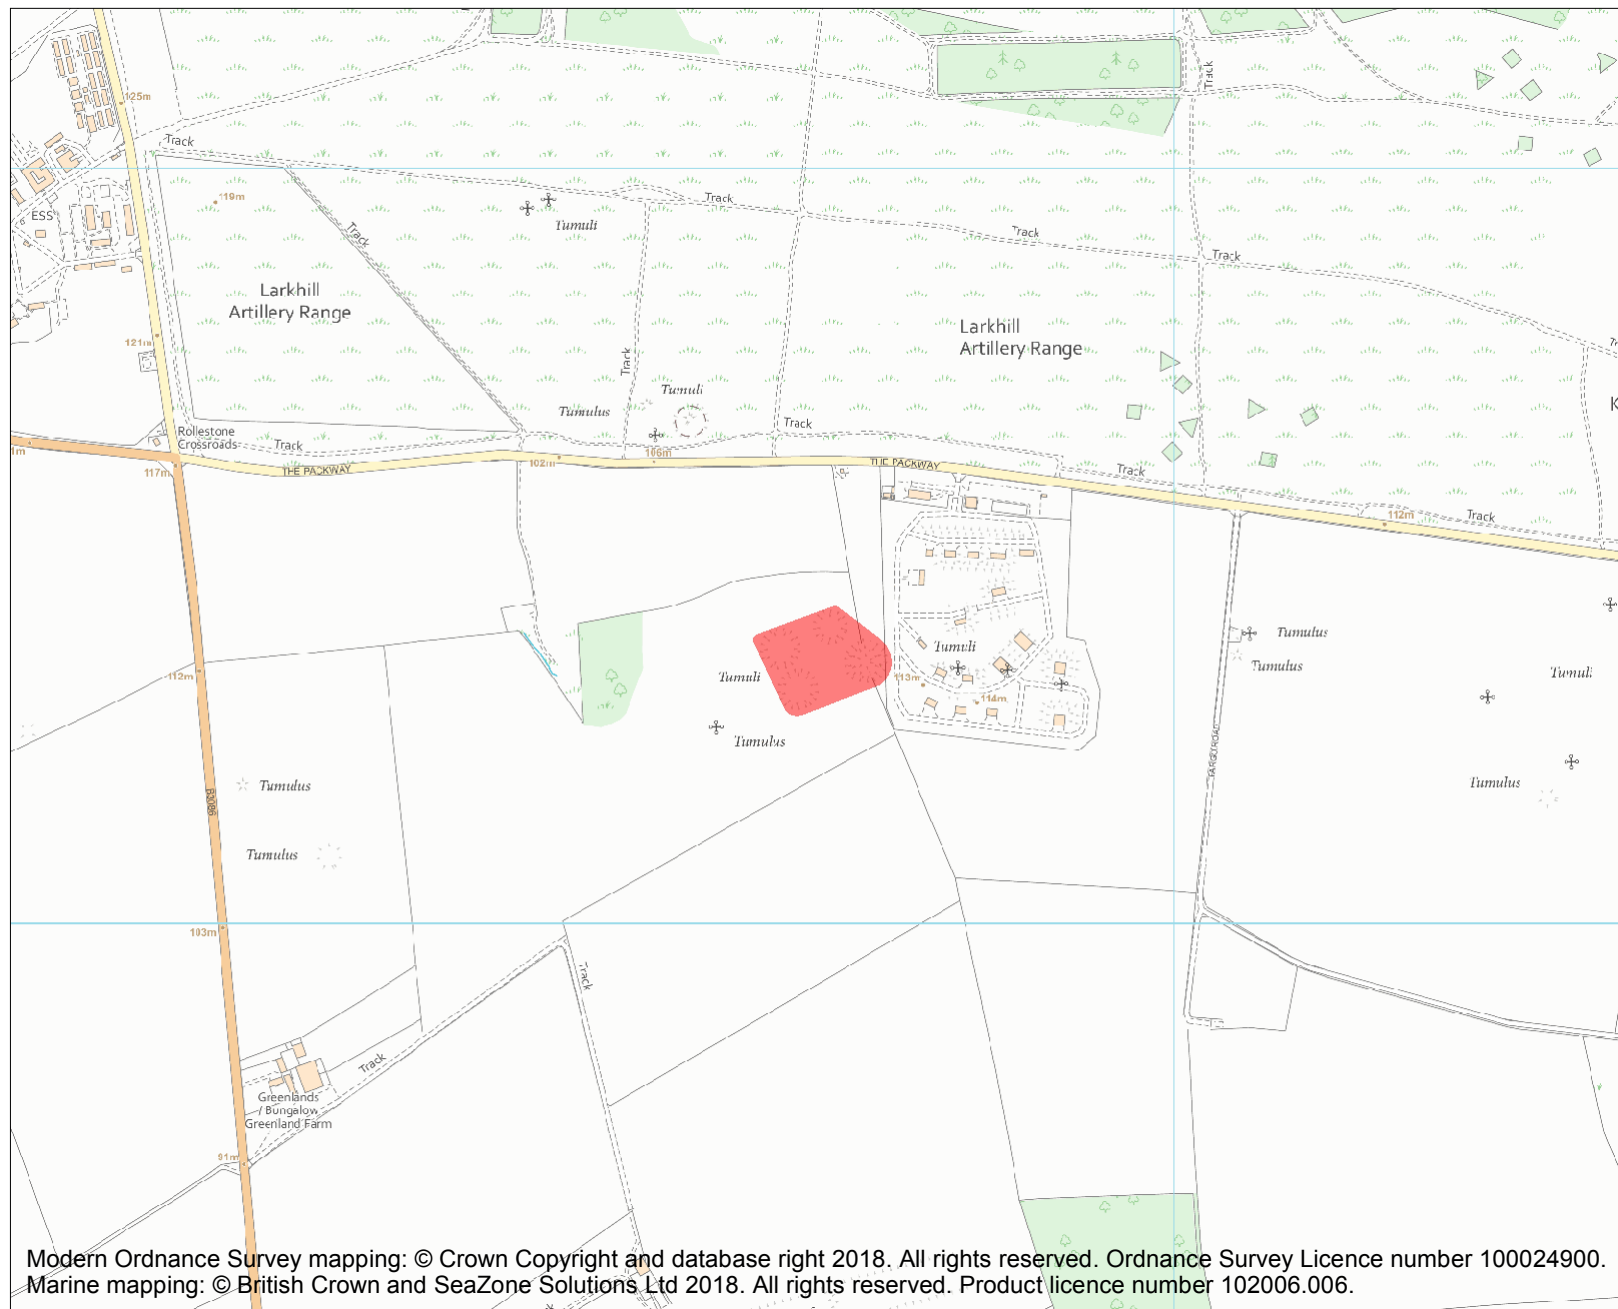 125m
Track
Track
119m
ESS
Track
Tumuli
Track
Track
Track
Larkhill
Artillery Range
Larkhill
Artillery Range
121m
Track
Tumuli
Tumulus
Rollestone
Crossroads
Track
Track
1m
117m
THE PACKWAY
102m
106m
THE PACKWAY
Track
112m
Track
K
Tumulus
Tumuli
Tumulus
112m
Tumuli
113m
Tumuli
114m
Tumulus
Tumulus
Tumulus
B3086
Tumulus
103m
Track
Track
Greenlands
/ Bungalow
Greenland Farm
91m
Modern Ordnance Survey mapping: © Crown Copyright and database right 2018. All rights reserved. Ordnance Survey Licence number 100024900.
Marine mapping: © British Crown and SeaZone Solutions Ltd 2018. All rights reserved. Product licence number 102006.006.